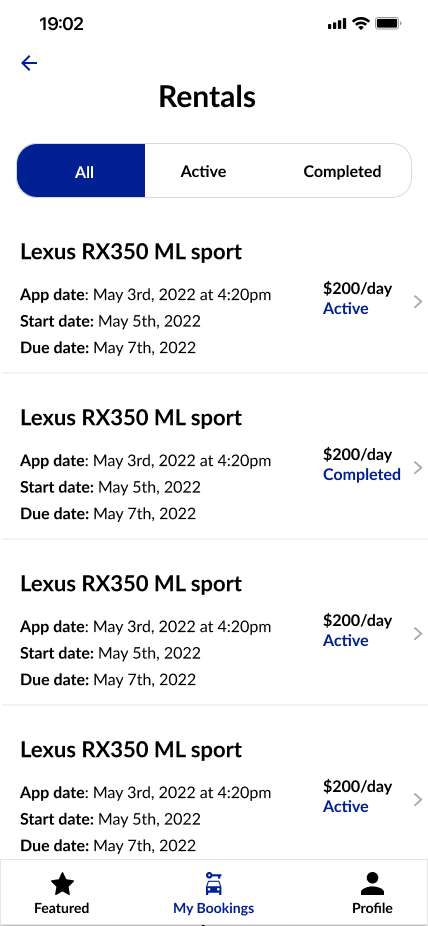 19:02
Rentals
All Active Completed
Lexus RX350 ML sport
App date: May 3rd, 2022 at 4:20pm
Start date: May 5th, 2022
Due date: May 7th, 2022
$200/day
Active
Lexus RX350 ML sport
App date: May 3rd, 2022 at 4:20pm
Start date: May 5th, 2022
Due date: May 7th, 2022
$200/day
Completed
Lexus RX350 ML sport
App date: May 3rd, 2022 at 4:20pm
Start date: May 5th, 2022
Due date: May 7th, 2022
$200/day
Active
Lexus RX350 ML sport
App date: May 3rd, 2022 at 4:20pm
Start date: May 5th, 2022
Due date: May 7th, 2022
$200/day
Active
Featured My Bookings Profile